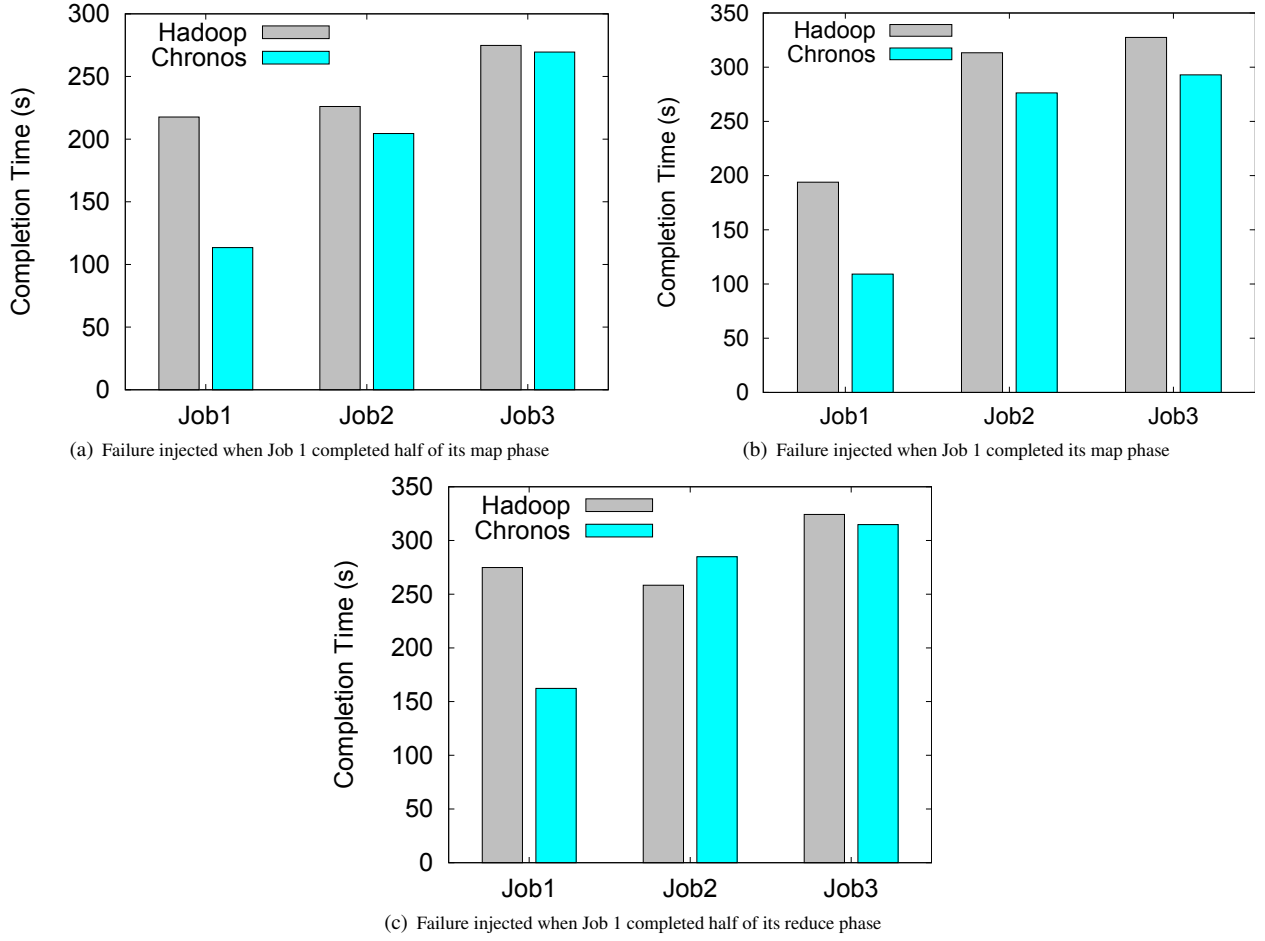 300
250
200
150
100
50
0
Completion Time (s)
Hadoop
Chronos
Job1 Job2 Job3
(a) Failure injected when Job 1 completed half of its map phase
350
300
250
200
150
100
50
0
Completion Time (s)
Hadoop
Chronos
Job1 Job2 Job3
(b) Failure injected when Job 1 completed its map phase
350
300
250
200
150
100
50
0
Completion Time (s)
Hadoop
Chronos
Job1 Job2 Job3
(c) Failure injected when Job 1 completed half of its reduce phase